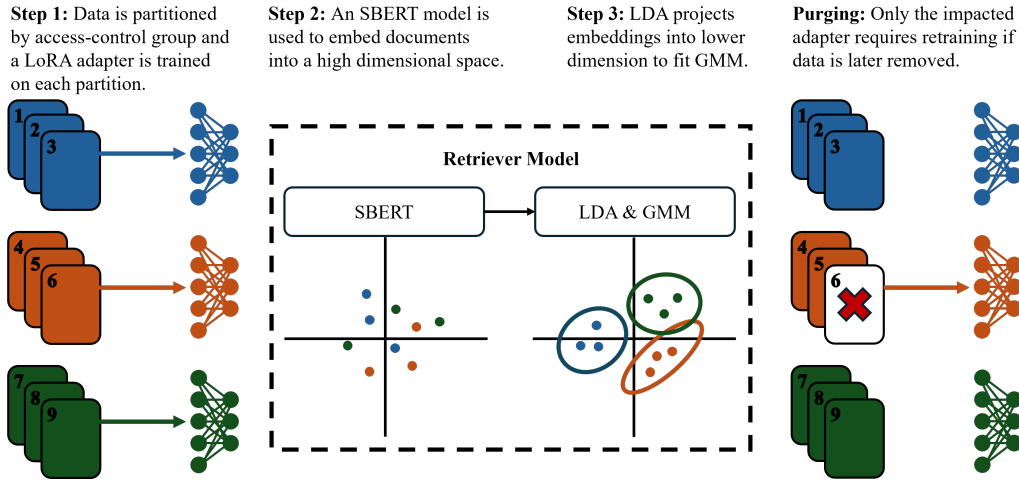 Step 1: Data is partitioned
by access-control group and
a LoRA adapter is trained
on each partition.
Step 2: An SBERT model is
used to embed documents
into a high dimensional space.
Step 3: LDA projects
embeddings into lower
dimension to fit GMM.
Purging: Only the impacted
adapter requires retraining if
data is later removed.
1
2
3
4
5
6
7
8
9
Retriever Model
SBERT
LDA & GMM
1
2
3
4
5
6
7
8
9